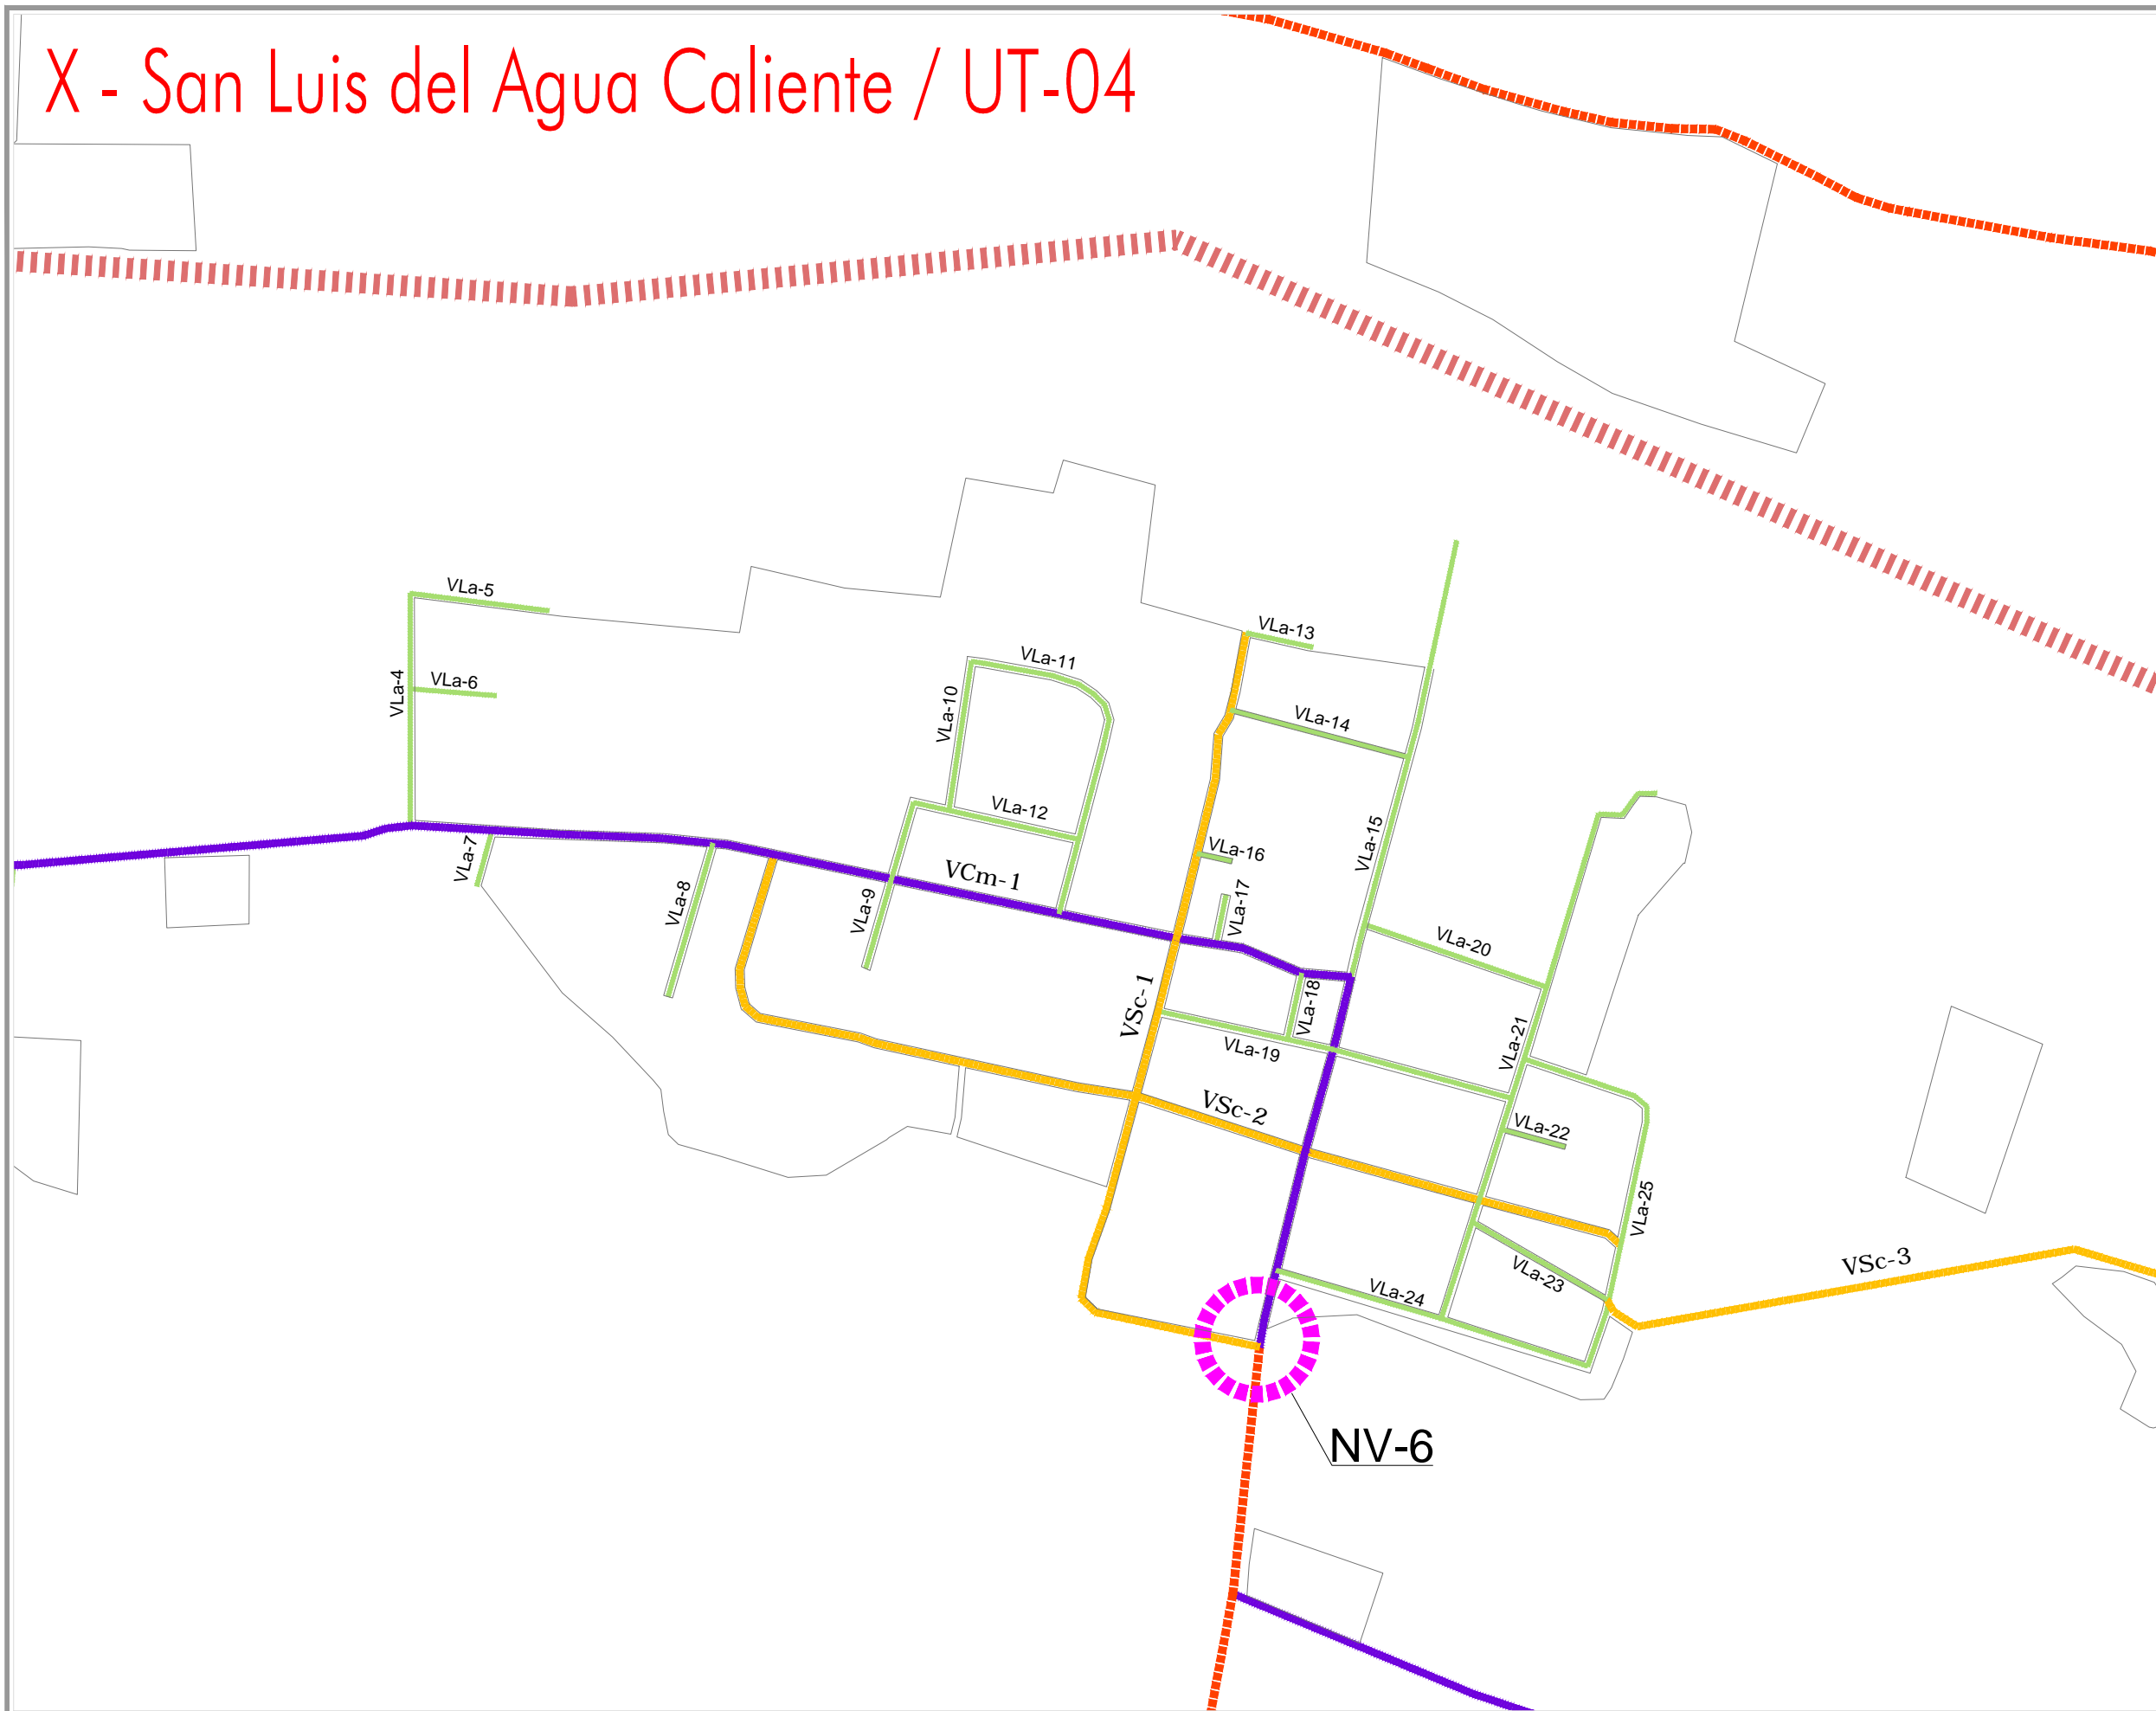 X - San Luis del Agua Caliente / UT-04
VLa-5
VLa-4
VLa-6
VLa-13
VLa-11
VLa-10
VLa-14
VLa-12
VLa-16
VLa-15
VLa-7
VCm-1
VLa-8
VLa-9
VLa-17
VLa-20
VSc-1
VLa-18
VLa-19
VLa-21
VSc-2
VLa-22
VLa-25
VLa-23
VSc-3
VLa-24
NV-6